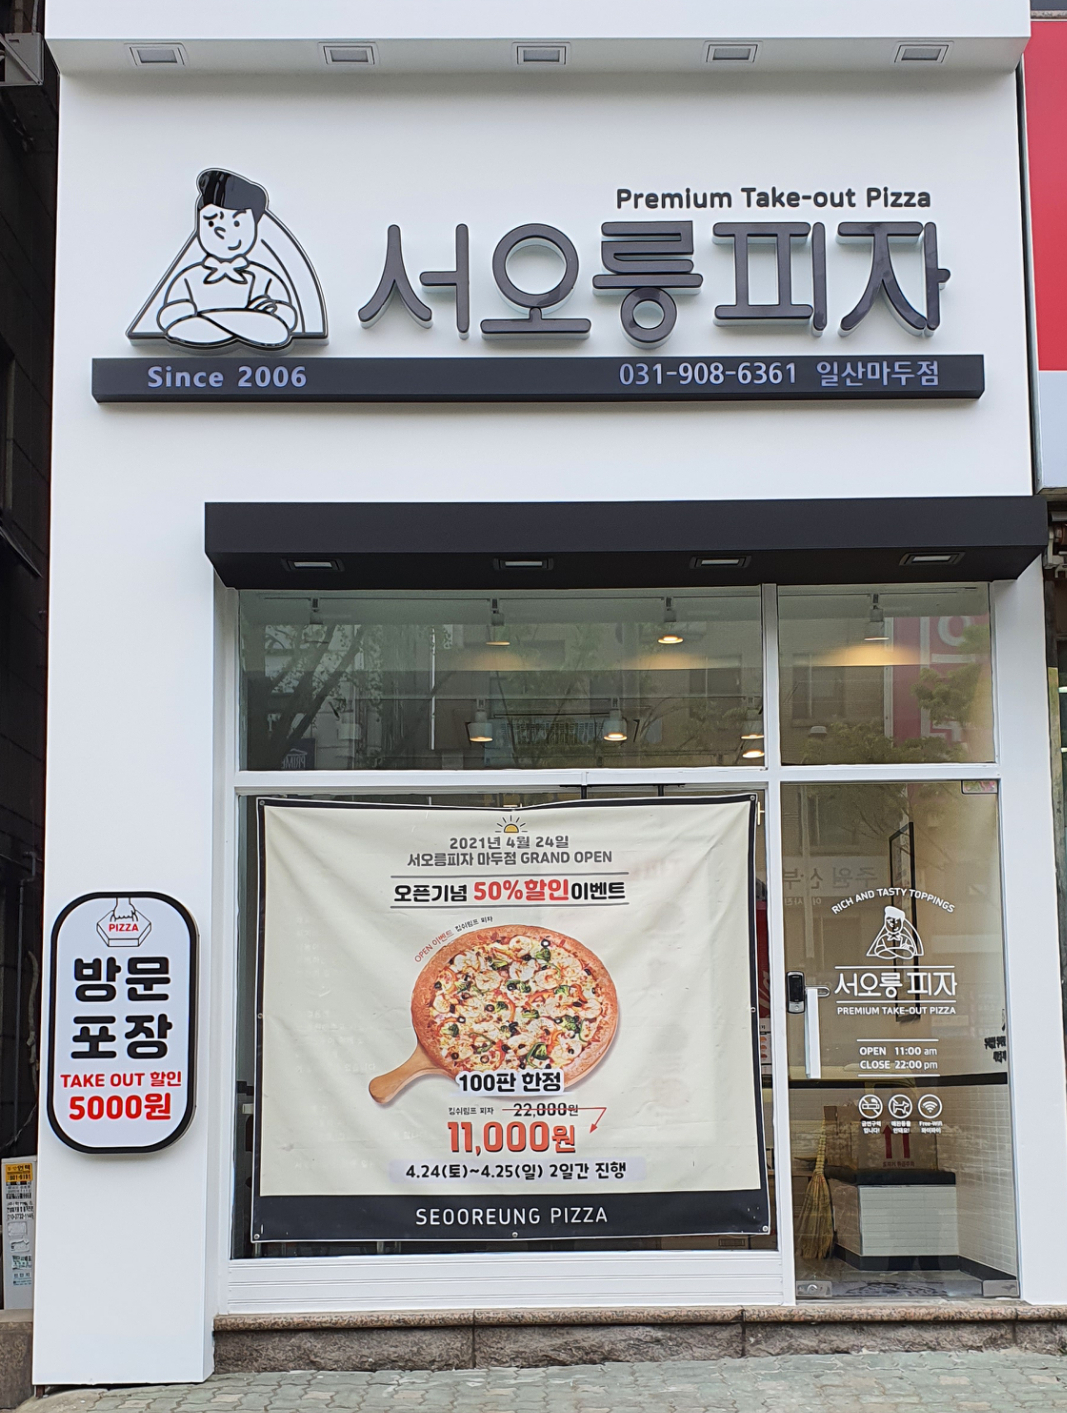 Premium Take-out Pizza
서오릉피자
Since 2006
031-908-6361 일산마두점
2021년 4월 24일
서오릉피자 마두점 GRAND OPEN
오픈기념 50%할인이벤트
OPEN 이벤트 킹쉬림프 피자
100판 한정
킹쉬림프 피자 22,000원
11,000원
4.24(토)~4.25(일) 2일간 진행
SEOOREUNG PIZZA
PIZZA
방문
포장
TAKE OUT 할인
5000원
RICH AND TASTY TOPPINGS
서오릉 피자
PREMIUM TAKE-OUT PIZZA
OPEN 11:00 am
CLOSE 22:00 pm
Free-Wifi